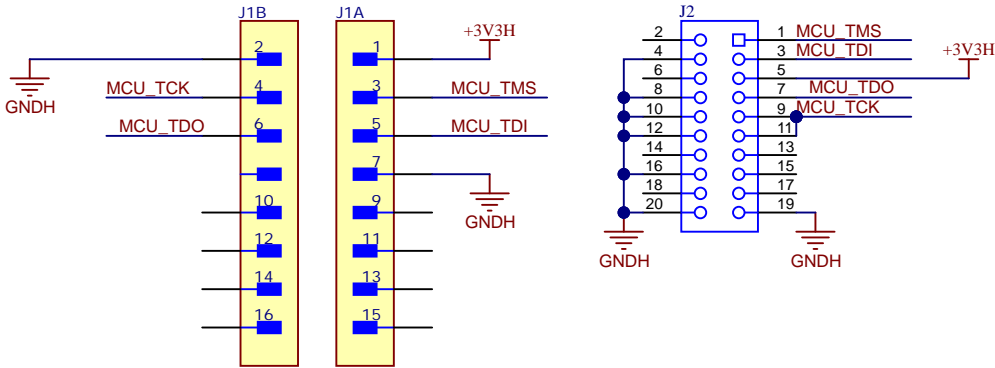 J1B
2
GNDH
MCU_TCK
4
MCU_TDO
6
10
12
14
16
J1A
1
+3V3H
3
MCU_TMS
5
MCU_TDI
7
GNDH
9
11
13
15
J2
2
1
MCU_TMS
4
3
MCU_TDI
+3V3H
6
5
8
7
MCU_TDO
10
9
MCU_TCK
12
11
14
13
16
15
18
17
20
19
GNDH
GNDH